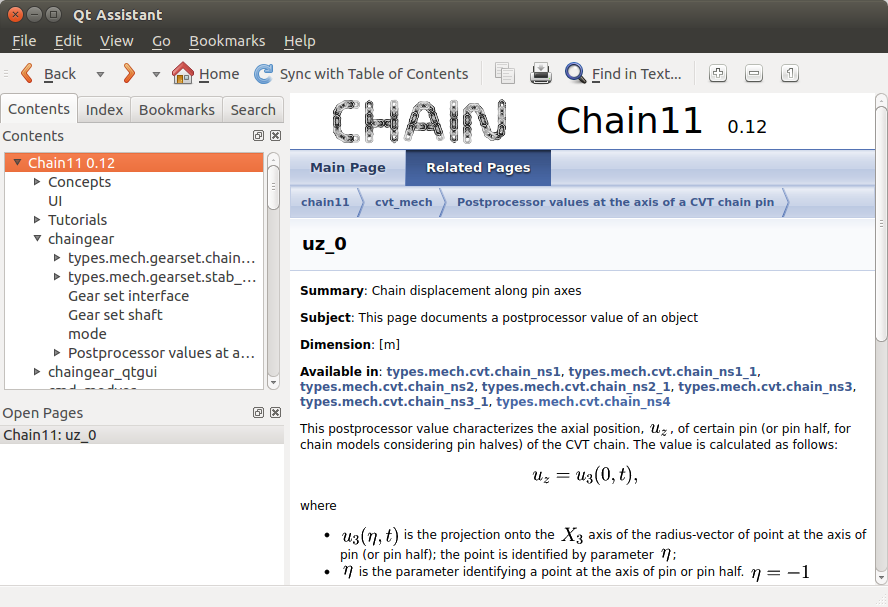 Qt Assistant
File Edit View Go Bookmarks Help
Back Home Sync with Table of Contents Find in Text...
Contents Index Bookmarks Search
Contents
Chain11 0.12
Concepts
UI
Tutorials
chaingear
types.mech.gearset.chain...
types.mech.gearset.stab_...
Gear set interface
Gear set shaft
mode
Postprocessor values at a...
chaingear_qtgui
Open Pages
Chain11: uz_0
CHAIN Chain11 0.12
Main Page Related Pages
chain11 cvt_mech Postprocessor values at the axis of a CVT chain pin
uz_0
Summary: Chain displacement along pin axes
Subject: This page documents a postprocessor value of an object
Dimension: [m]
Available in: types.mech.cvt.chain_ns1, types.mech.cvt.chain_ns1_1,
types.mech.cvt.chain_ns2, types.mech.cvt.chain_ns2_1, types.mech.cvt.chain_ns3,
types.mech.cvt.chain_ns3_1, types.mech.cvt.chain_ns4
This postprocessor value characterizes the axial position, u_z, of certain pin (or pin half, for
chain models considering pin halves) of the CVT chain. The value is calculated as follows:
u_z = u_3(0, t),
where
• u_3(η, t) is the projection onto the X_3 axis of the radius-vector of point at the axis of
pin (or pin half); the point is identified by parameter η;
• η is the parameter identifying a point at the axis of pin or pin half. η = −1